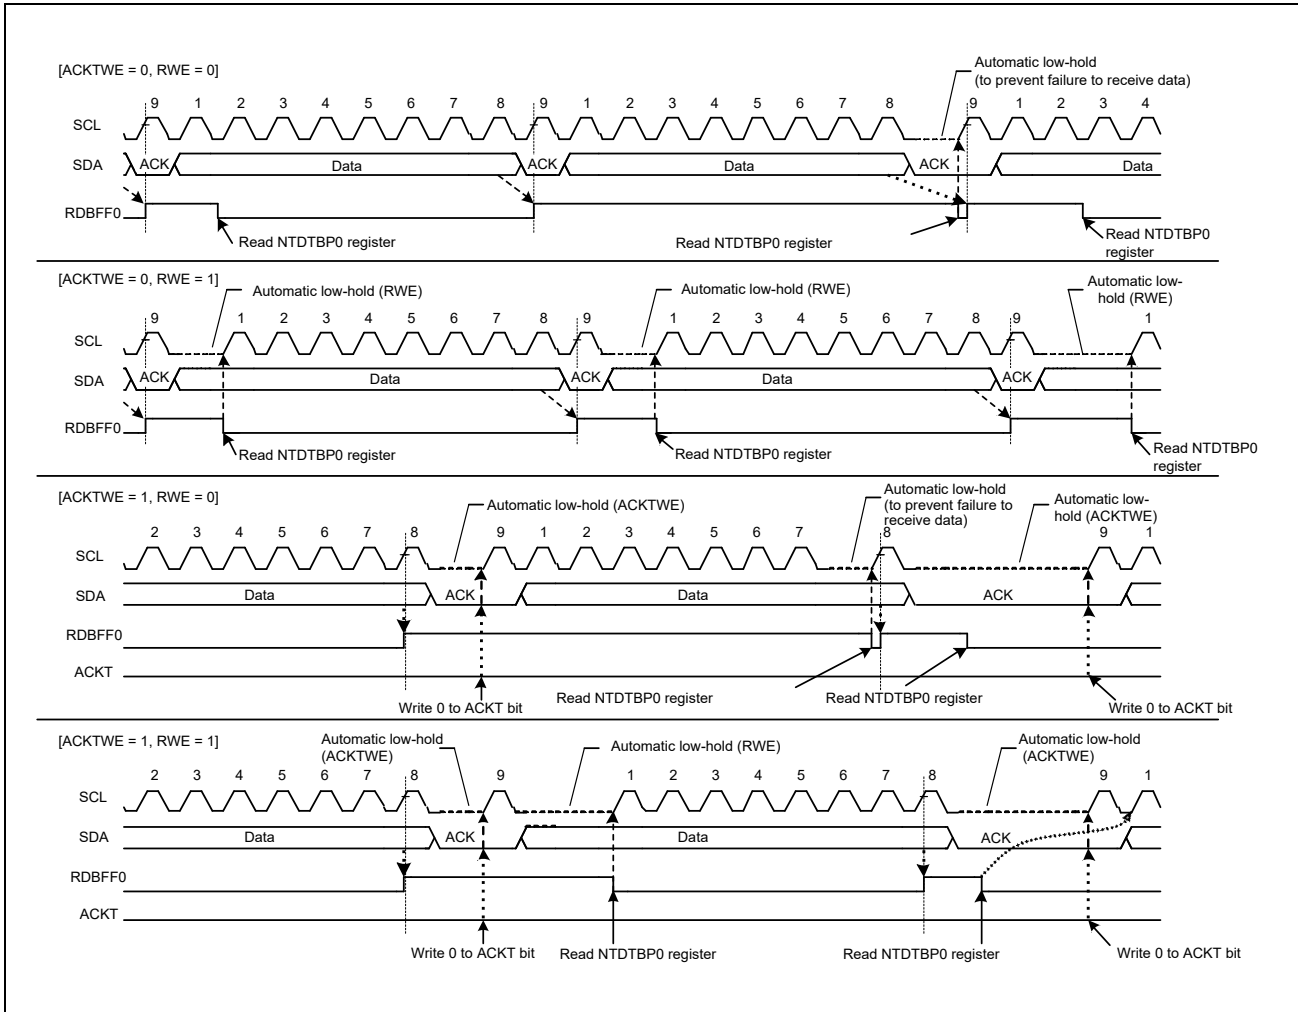 [ACKTWE = 0, RWE = 0]
Automatic low-hold
(to prevent failure to receive data)
9 1 2 3 4 5 6 7 8 9 1 2 3 4 5 6 7 8 9 1 2 3 4
SCL
SDA ACK Data ACK Data ACK Data
RDBFF0
Read NTDTBP0 register
Read NTDTBP0 register
Read NTDTBP0
register
[ACKTWE = 0, RWE = 1]
Automatic low-hold (RWE)
Automatic low-hold (RWE)
Automatic low-
hold (RWE)
9 1 2 3 4 5 6 7 8 9 1 2 3 4 5 6 7 8 9 1
SCL
SDA ACK Data ACK Data ACK
RDBFF0
Read NTDTBP0 register
Read NTDTBP0 register
Read NTDTBP0
register
[ACKTWE = 1, RWE = 0]
Automatic low-hold (ACKTWE)
Automatic low-hold
(to prevent failure to
receive data)
Automatic low-
hold (ACKTWE)
2 3 4 5 6 7 8 9 1 2 3 4 5 6 7 8 9 1
SCL
SDA Data ACK Data ACK
RDBFF0
ACKT
Write 0 to ACKT bit
Read NTDTBP0 register
Read NTDTBP0 register
Write 0 to ACKT bit
[ACKTWE = 1, RWE = 1]
Automatic low-hold
(ACKTWE)
Automatic low-hold (RWE)
Automatic low-hold
(ACKTWE)
2 3 4 5 6 7 8 9 1 2 3 4 5 6 7 8 9 1
SCL
SDA Data ACK Data ACK
RDBFF0
ACKT
Write 0 to ACKT bit
Read NTDTBP0 register
Read NTDTBP0 register
Write 0 to ACKT bit